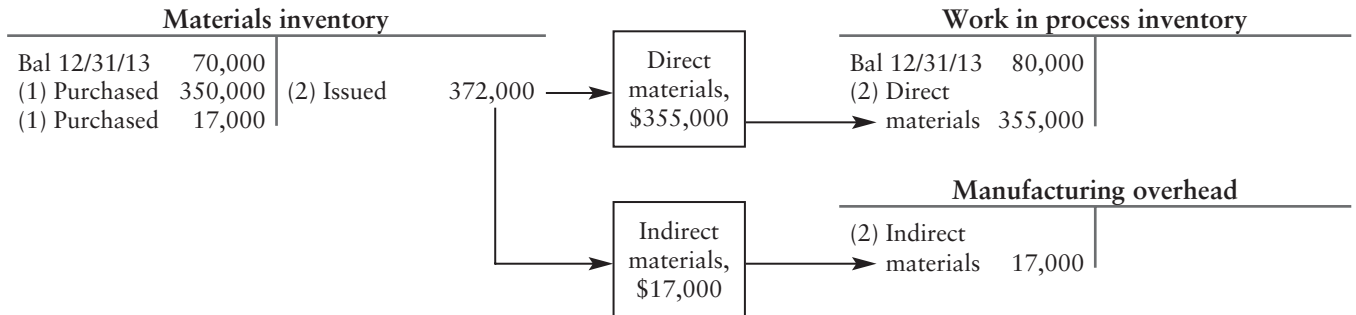 Materials inventory
Bal 12/31/13 70,000
(1) Purchased 350,000 (2) Issued 372,000
(1) Purchased 17,000
Direct
materials,
$355,000
Work in process inventory
Bal 12/31/13 80,000
(2) Direct
materials 355,000
Indirect
materials,
$17,000
Manufacturing overhead
(2) Indirect
materials 17,000